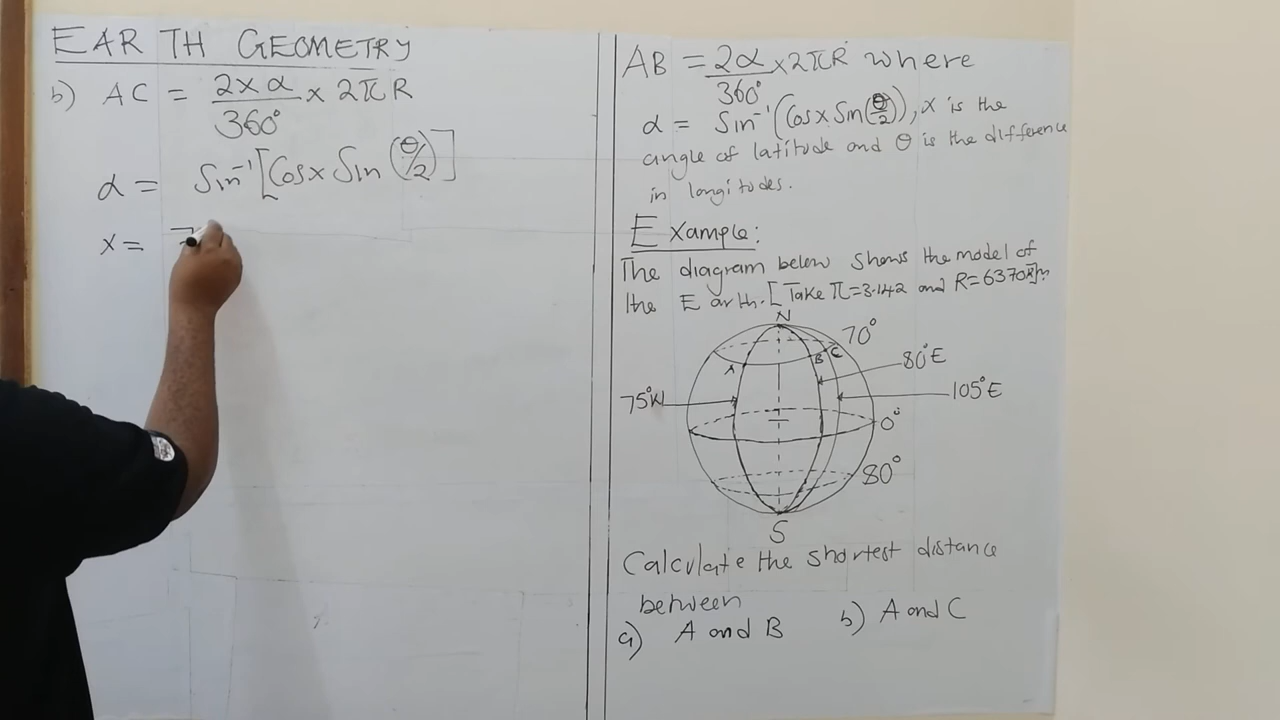 EARTH GEOMETRY
b) AC = 2×α/360° × 2πR
α = Sin⁻¹[Cosx Sin (θ/2)]
x = 7
AB = 2α/360° × 2πR where
α = Sin⁻¹(Cosx Sin(θ/2)), x is the
angle of latitude and θ is the difference
in longitudes.
Example:
The diagram below shows the model of
the Earth. [Take π=3.142 and R=6370km]
N
70°
A B C
80°E
75°W
105°E
0°
80°
S
Calculate the shortest distance
between
a) A and B b) A and C